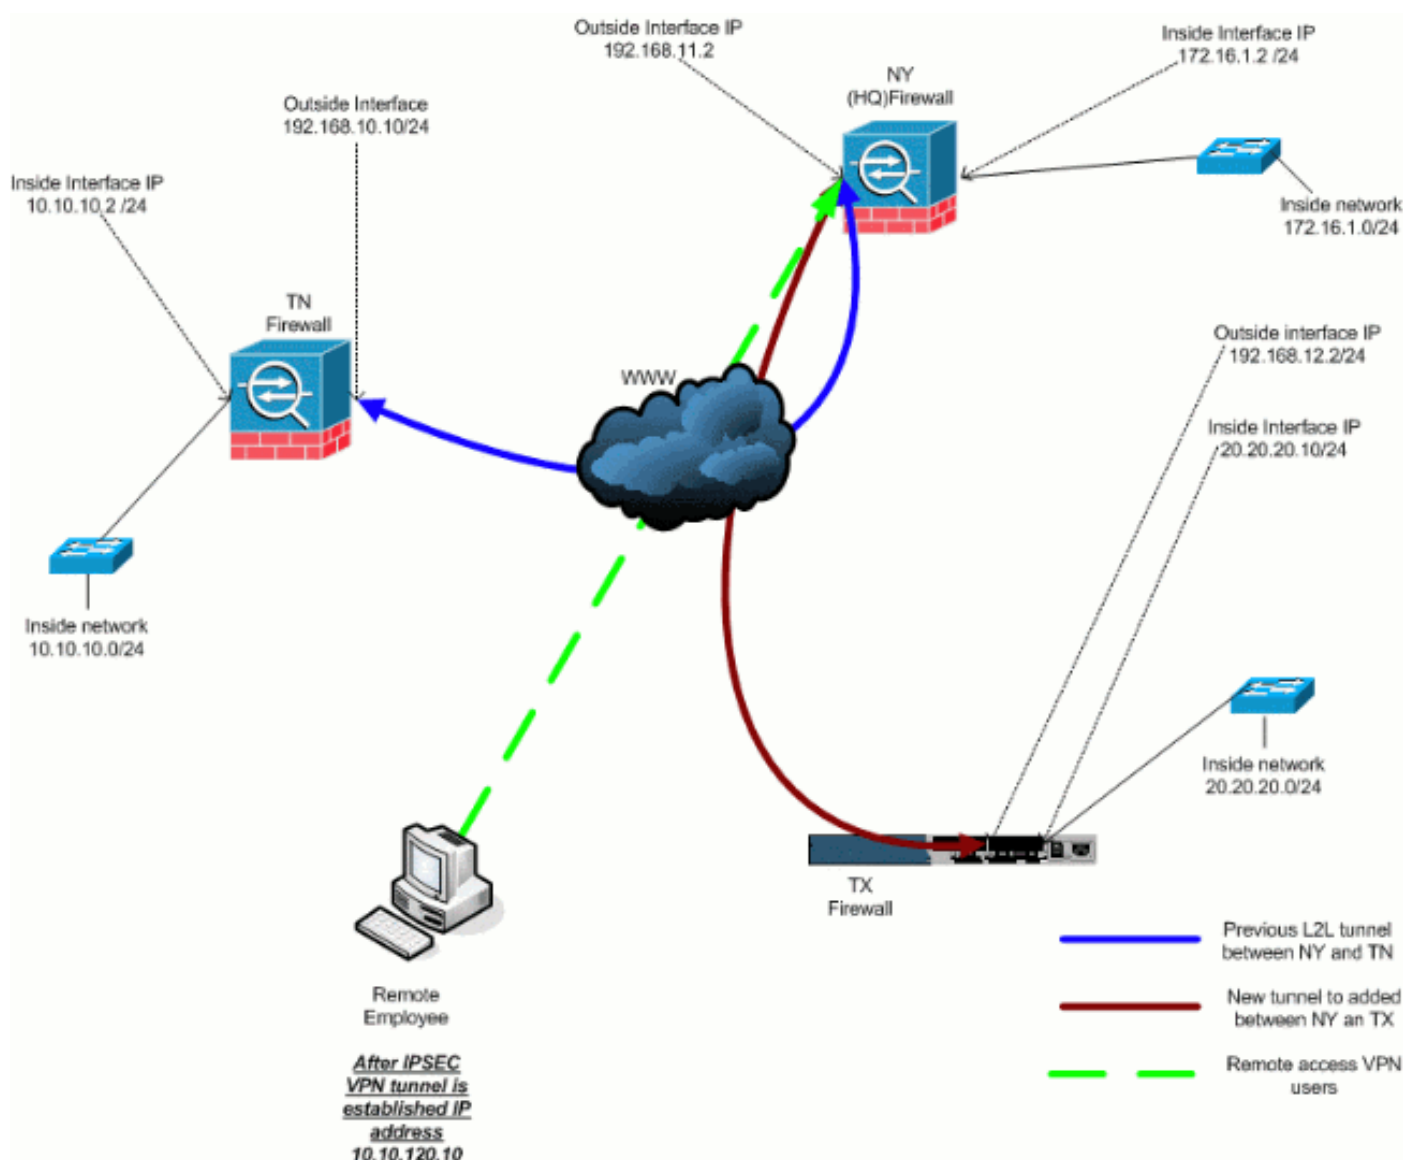 Outside Interface IP
192.168.11.2
Inside Interface IP
172.16.1.2 /24
NY
(HQ)Firewall
Outside Interface
192.168.10.10/24
Inside Interface IP
10.10.10.2 /24
Inside network
172.16.1.0/24
TN
Firewall
WWW
Outside interface IP
192.168.12.2/24
Inside Interface IP
20.20.20.10/24
Inside network
10.10.10.0/24
Inside network
20.20.20.0/24
TX
Firewall
Previous L2L tunnel
between NY and TN
New tunnel to added
between NY an TX
Remote access VPN
users
Remote
Employee
After IPSEC
VPN tunnel is
established IP
address
10.10.120.10